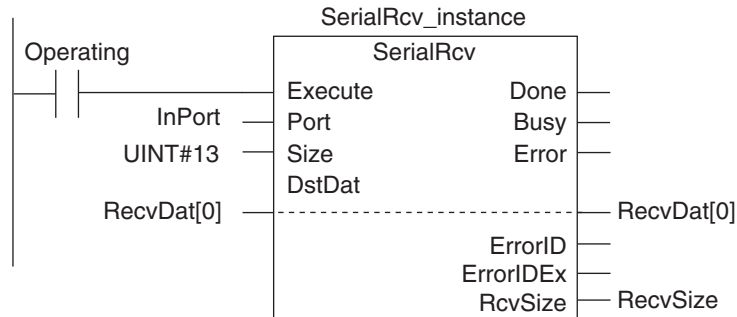 SerialRcv_instance
Operating SerialRcv
Execute Done
InPort Port Busy
UINT#13 Size Error
DstDat
RecvDat[0] RecvDat[0]
ErrorID
ErrorIDEx
RcvSize RecvSize